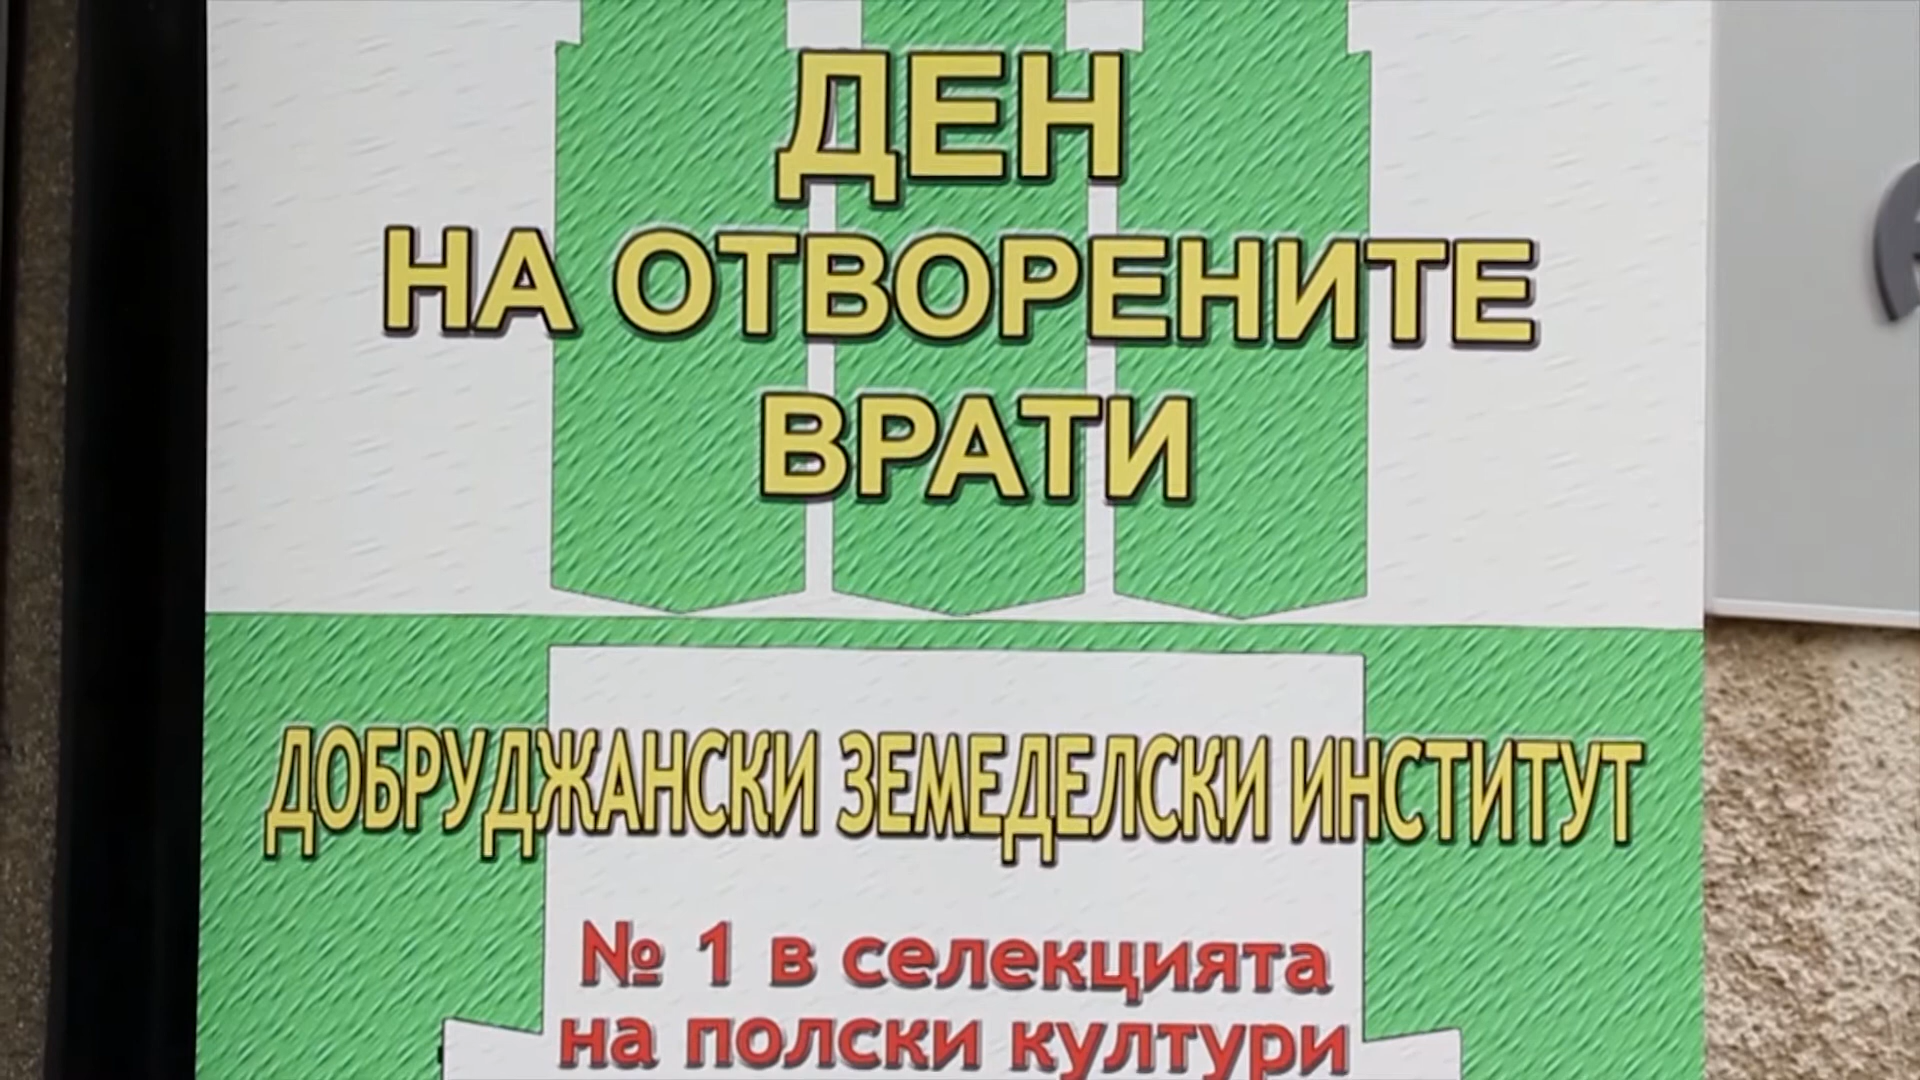 ДЕН
НА ОТВОРЕНИТЕ
ВРАТИ
ДОБРУДЖАНСКИ ЗЕМЕДЕЛСКИ ИНСТИТУТ
№ 1 в селекцията
на полски култури